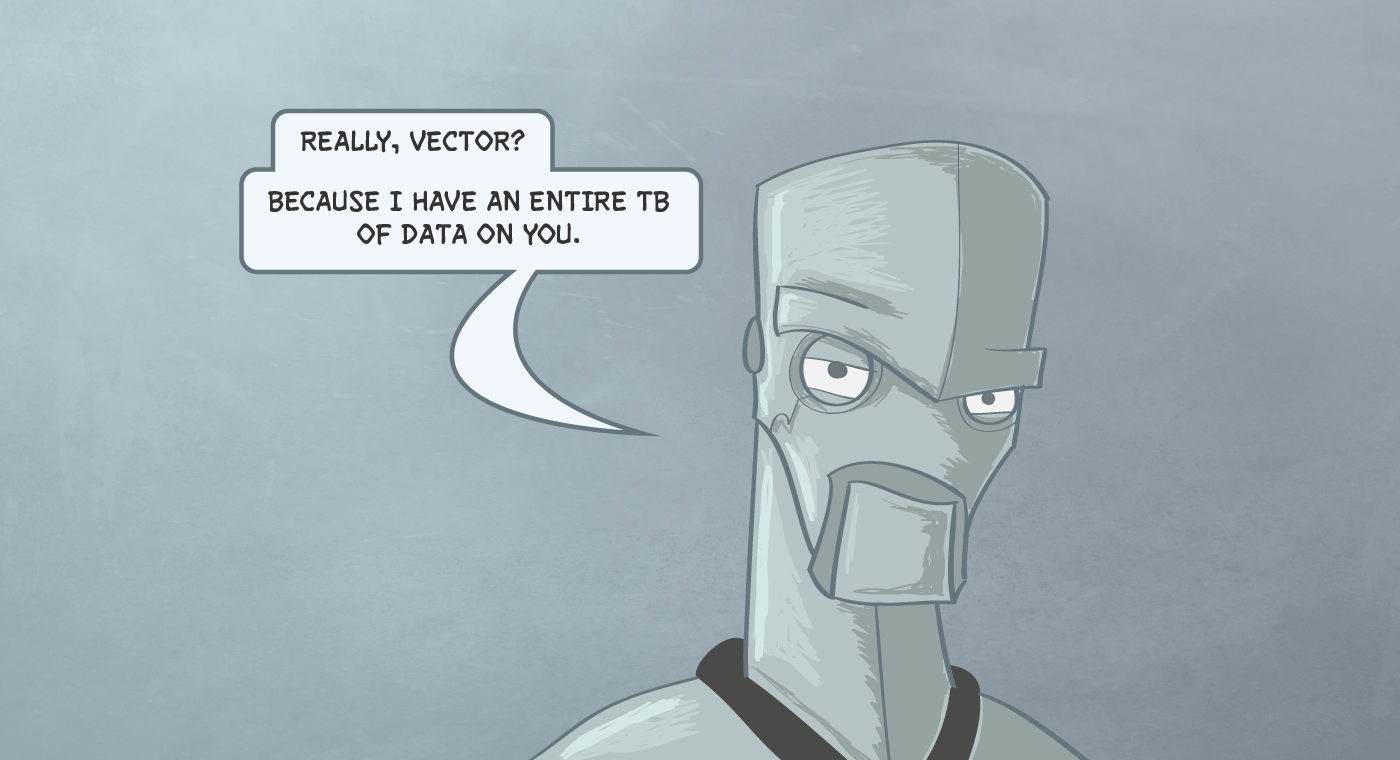 REALLY, VECTOR?
BECAUSE I HAVE AN ENTIRE TB
OF DATA ON YOU.